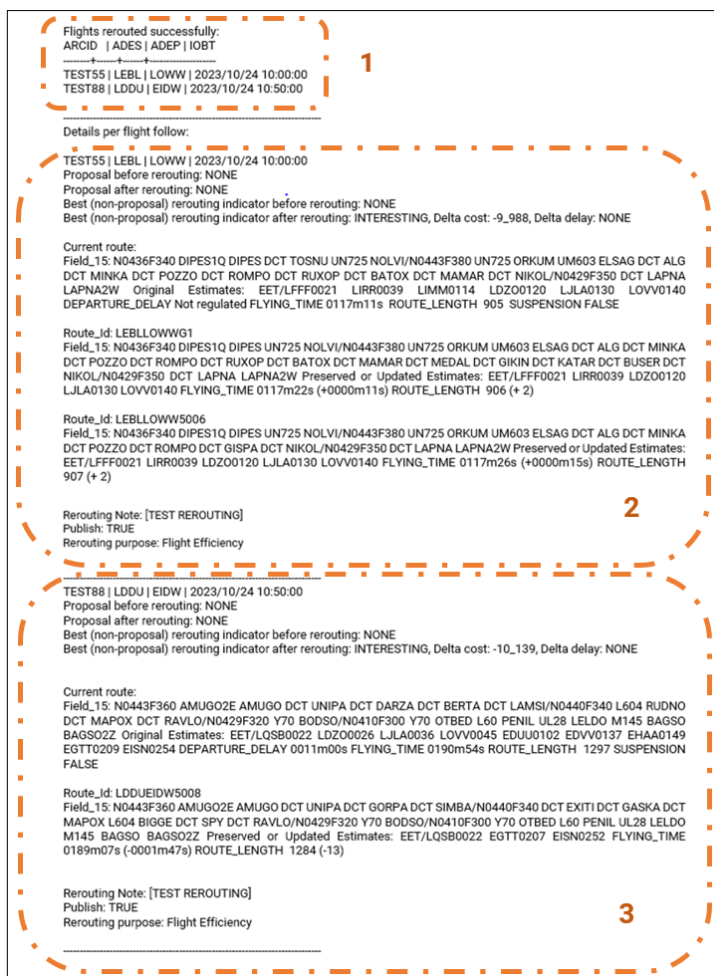 Flights rerouted successfully:
ARCID | ADES | ADEP | IOBT
--------+------+------+--------------------
TEST55 | LEBL | LOWW | 2023/10/24 10:00:00
TEST88 | LDDU | EIDW | 2023/10/24 10:50:00
1
Details per flight follow:
TEST55 | LEBL | LOWW | 2023/10/24 10:00:00
Proposal before rerouting: NONE
Proposal after rerouting: NONE
Best (non-proposal) rerouting indicator before rerouting: NONE
Best (non-proposal) rerouting indicator after rerouting: INTERESTING, Delta cost: -9_988, Delta delay: NONE
Current route:
Field_15: N0436F340 DIPES1Q DIPES DCT TOSNU UN725 NOLVI/N0443F380 UN725 ORKUM UM603 ELSAG DCT ALG
DCT MINKA DCT POZZO DCT ROMPO DCT RUXOP DCT BATOX DCT MAMAR DCT NIKOL/N0429F350 DCT LAPNA
LAPNA2W Original Estimates: EET/LFFF0021 LIRR0039 LIMM0114 LDZO0120 LJLA0130 LOVV0140
DEPARTURE_DELAY Not regulated FLYING_TIME 0117m11s ROUTE_LENGTH 905 SUSPENSION FALSE
Route_Id: LEBLLOWWG1
Field_15: N0436F340 DIPES1Q DIPES UN725 NOLVI/N0443F380 UN725 ORKUM UM603 ELSAG DCT ALG DCT MINKA
DCT POZZO DCT ROMPO DCT RUXOP DCT BATOX DCT MAMAR DCT MEDAL DCT GIKIN DCT KATAR DCT BUSER DCT
NIKOL/N0429F350 DCT LAPNA LAPNA2W Preserved or Updated Estimates: EET/LFFF0021 LIRR0039 LDZO0120
LJLA0130 LOVV0140 FLYING_TIME 0117m22s (+0000m11s) ROUTE_LENGTH 906 (+ 2)
Route_Id: LEBLLOWW5006
Field_15: N0436F340 DIPES1Q DIPES UN725 NOLVI/N0443F380 UN725 ORKUM UM603 ELSAG DCT ALG DCT MINKA
DCT POZZO DCT ROMPO DCT GISPA DCT NIKOL/N0429F350 DCT LAPNA LAPNA2W Preserved or Updated Estimates:
EET/LFFF0021 LIRR0039 LDZO0120 LJLA0130 LOVV0140 FLYING_TIME 0117m26s (+0000m15s) ROUTE_LENGTH
907 (+ 2)
2
Rerouting Note: [TEST REROUTING]
Publish: TRUE
Rerouting purpose: Flight Efficiency
TEST88 | LDDU | EIDW | 2023/10/24 10:50:00
Proposal before rerouting: NONE
Proposal after rerouting: NONE
Best (non-proposal) rerouting indicator before rerouting: NONE
Best (non-proposal) rerouting indicator after rerouting: INTERESTING, Delta cost: -10_139, Delta delay: NONE
Current route:
Field_15: N0443F360 AMUGO2E AMUGO DCT UNIPA DCT DARZA DCT BERTA DCT LAMSI/N0440F340 L604 RUDNO
DCT MAPOX DCT RAVLO/N0429F320 Y70 BODSO/N0410F300 Y70 OTBED L60 PENIL UL28 LELDO M145 BAGSO
BAGSO2Z Original Estimates: EET/LQSB0022 LDZO0026 LJLA0036 LOVV0045 EDUU0102 EDVV0137 EHAA0149
EGTT0209 EISN0254 DEPARTURE_DELAY 0011m00s FLYING_TIME 0190m54s ROUTE_LENGTH 1297 SUSPENSION
FALSE
Route_Id: LDDUEIDW5008
Field_15: N0443F360 AMUGO2E AMUGO DCT UNIPA DCT GORPA DCT SIMBA/N0440F340 DCT EXITI DCT GASKA DCT
MAPOX L604 BIGGE DCT SPY DCT RAVLO/N0429F320 Y70 BODSO/N0410F300 Y70 OTBED L60 PENIL UL28 LELDO
M145 BAGSO BAGSO2Z Preserved or Updated Estimates: EET/LQSB0022 EGTT0207 EISN0252 FLYING_TIME
0189m07s (-0001m47s) ROUTE_LENGTH 1284 (-13)
Rerouting Note: [TEST REROUTING]
Publish: TRUE
Rerouting purpose: Flight Efficiency
3